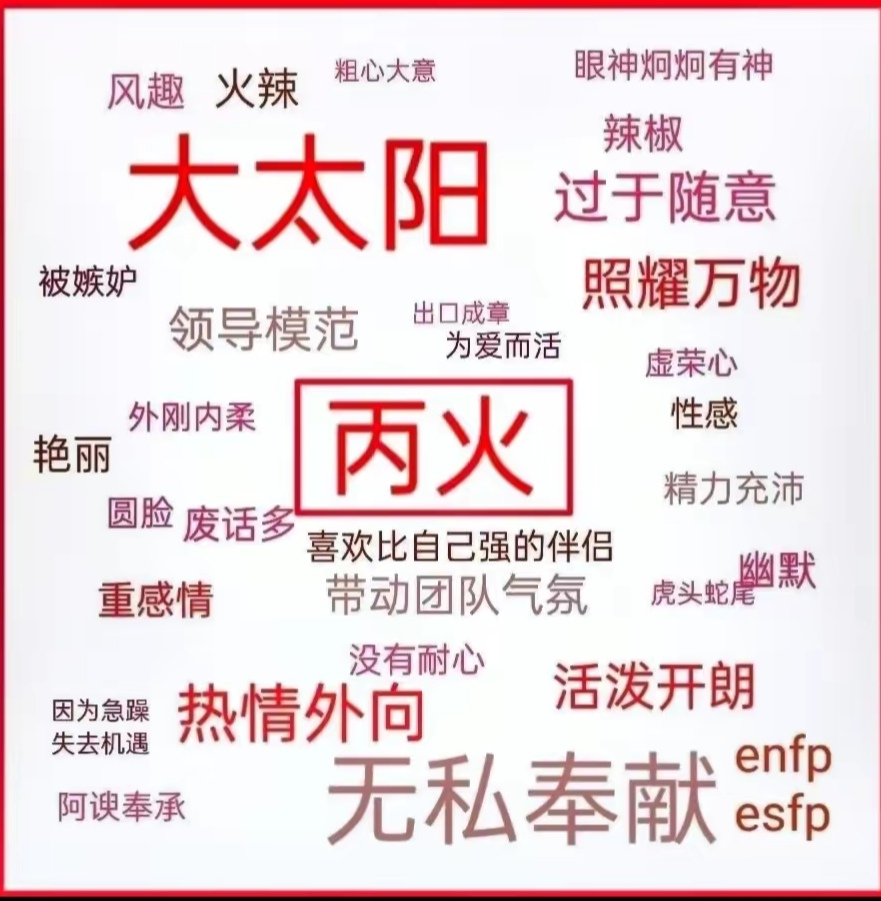 风趣
火辣
粗心大意
眼神炯炯有神
辣椒
大太阳
过于随意
被嫉妒
照耀万物
领导模范
出口成章
为爱而活
虚荣心
外刚内柔
丙火
性感
艳丽
精力充沛
圆脸
废话多
喜欢比自己强的伴侣
幽默
重感情
带动团队气氛
虎头蛇尾
没有耐心
活泼开朗
因为急躁
失去机遇
热情外向
enfp
无私奉献
esfp
阿谀奉承